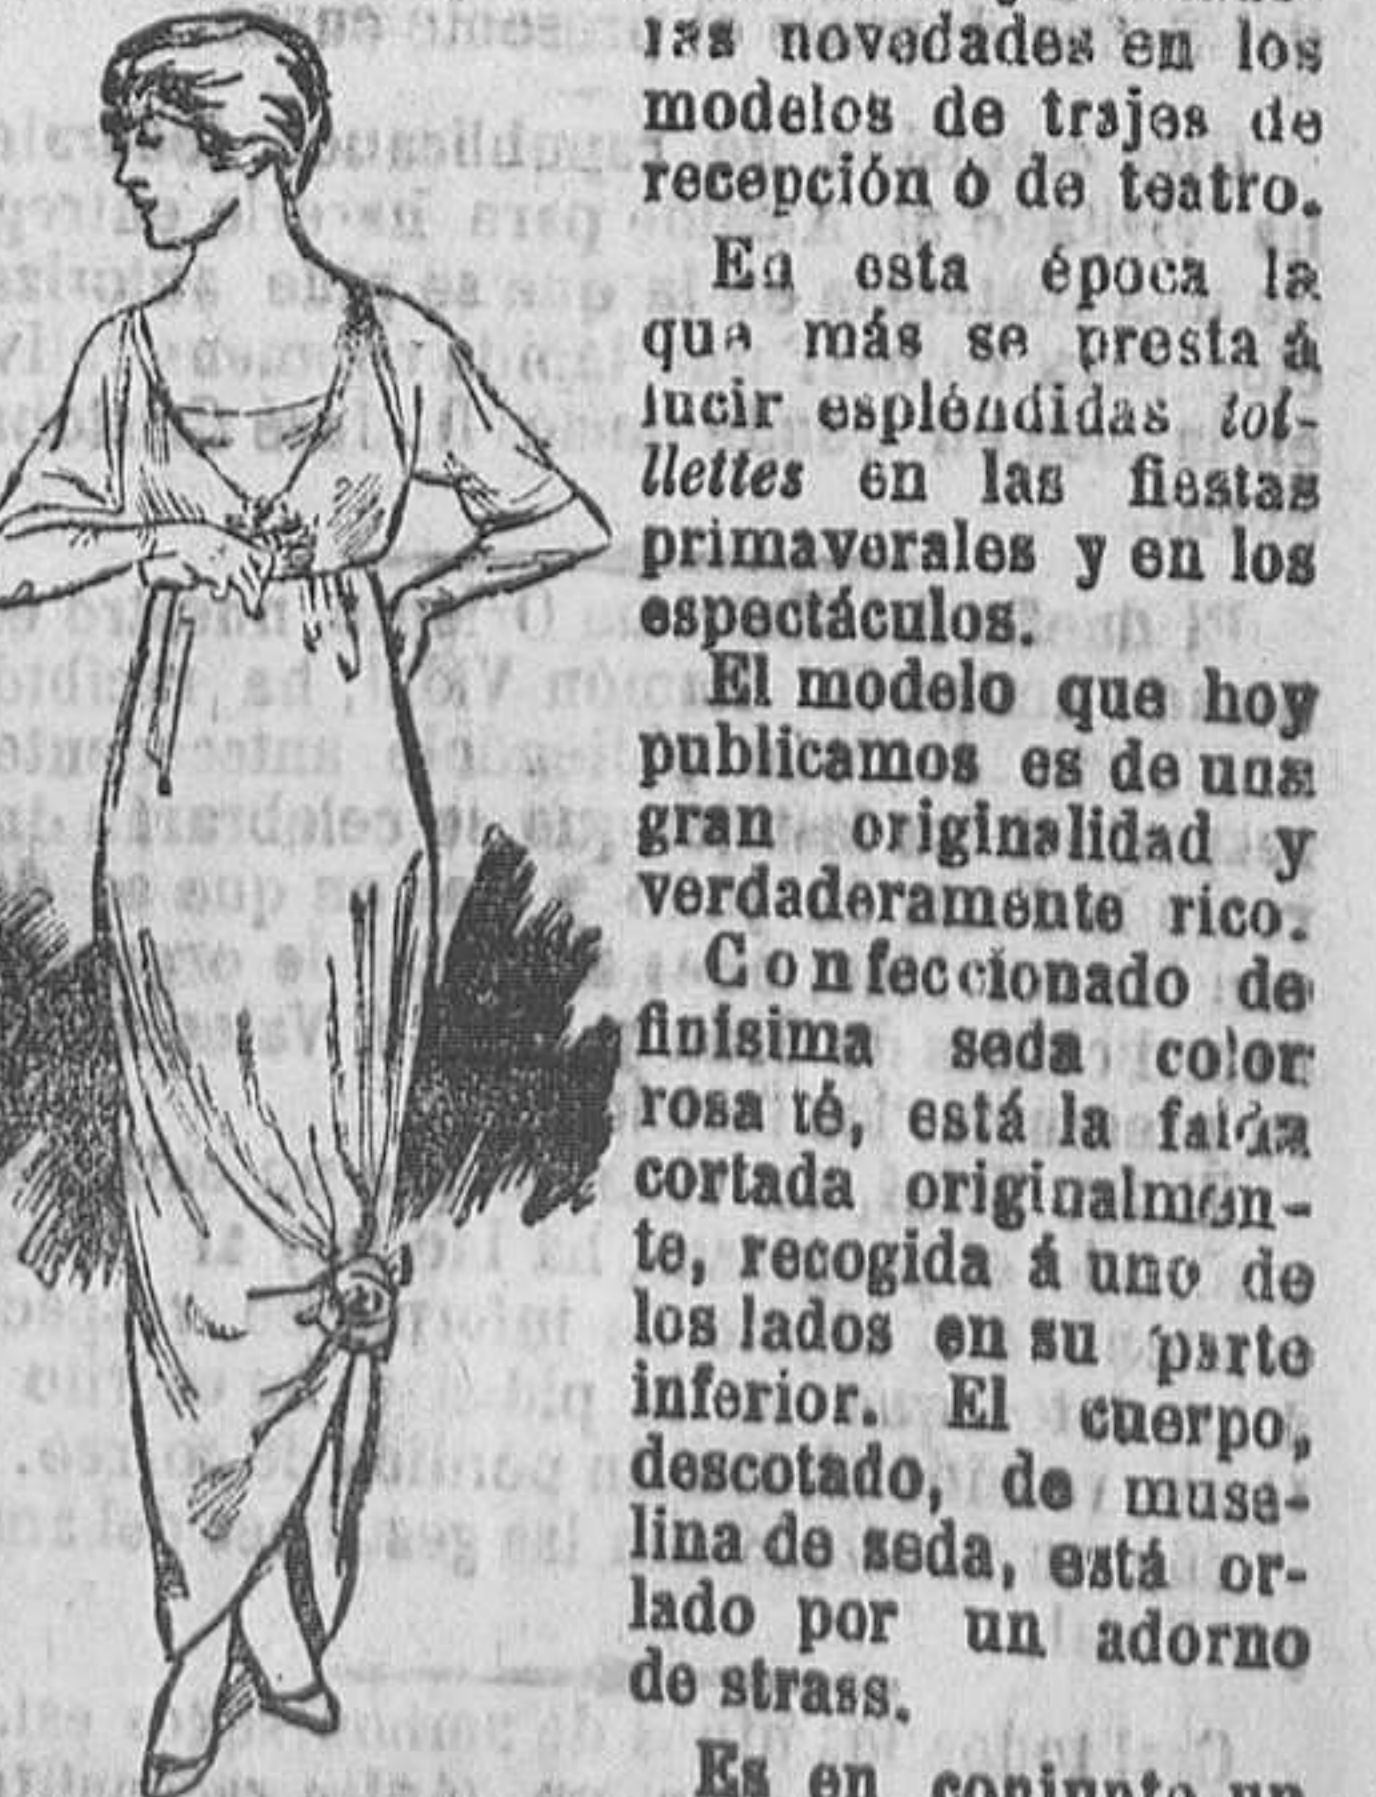 las novedades en los
modelos de trajes de
recepción ó de teatro.
En esta época la
que más se presta á
lucir espléndidas toi-
llettes en las fiestas
primaverales y en los
espectáculos.
El modelo que hoy
publicamos es de una
gran originalidad y
verdaderamente rico.
Confeccionado de
finísima seda color
rosa té, está la falda
cortada originalmen-
te, recogida á uno de
los lados en su parte
inferior. El cuerpo,
descotado, de muse-
lina de seda, está or-
lado por un adorno
de strass.
Es en conjunto un